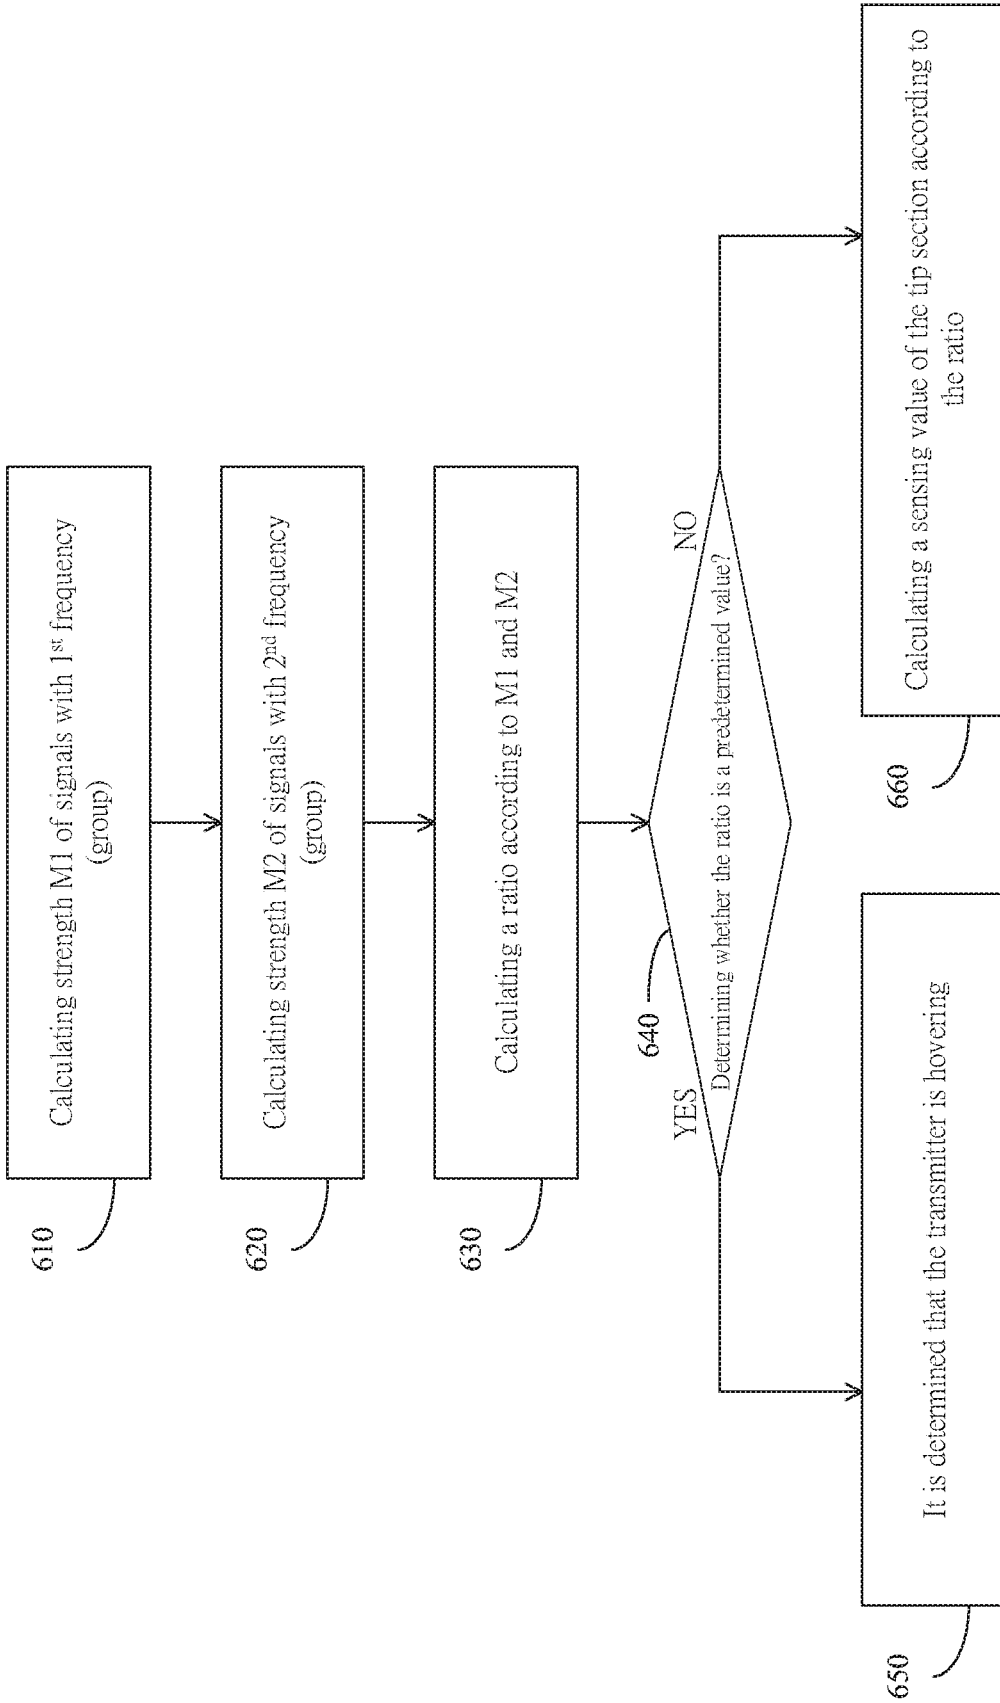 610
Calculating strength M1 of signals with 1st frequency
(group)
620
Calculating strength M2 of signals with 2nd frequency
(group)
630
Calculating a ratio according to M1 and M2
640
YES
NO
Determining whether the ratio is a predetermined value?
650
It is determined that the transmitter is hovering
660
Calculating a sensing value of the tip section according to
the ratio